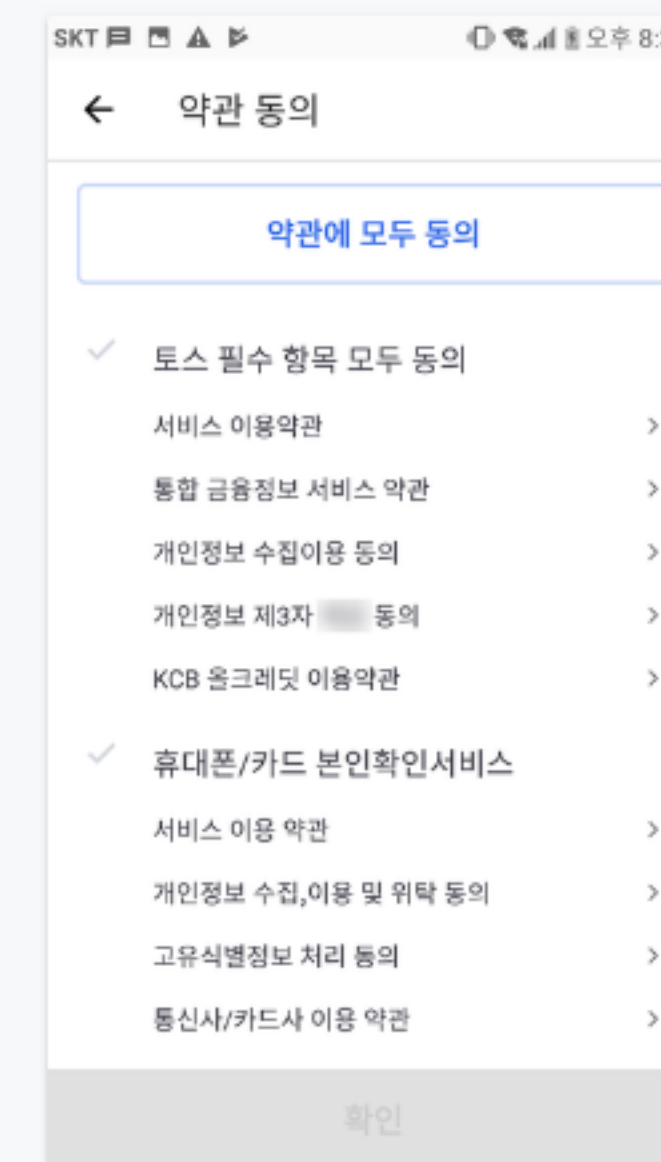 SKT 오후 8:
약관 동의
약관에 모두 동의
토스 필수 항목 모두 동의
서비스 이용약관
통합 금융정보 서비스 약관
개인정보 수집이용 동의
개인정보 제3자 동의
KCB 올크레딧 이용약관
휴대폰/카드 본인확인서비스
서비스 이용 약관
개인정보 수집,이용 및 위탁 동의
고유식별정보 처리 동의
통신사/카드사 이용 약관
확인